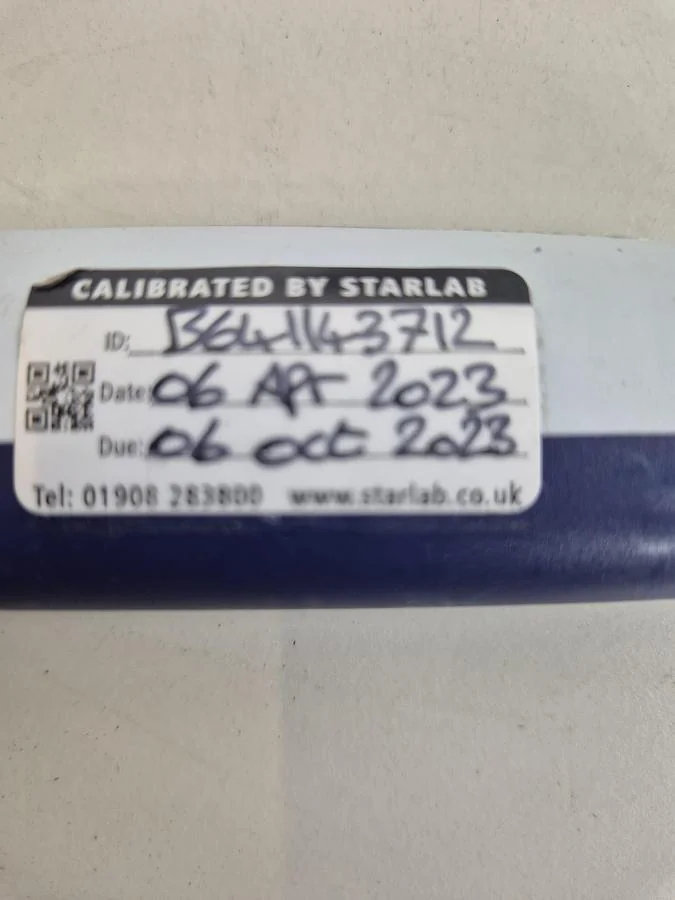 CALIBRATED BY STARLAB
ID: B641143712
Date: 06 Apr 2023
Due: 06 oct 2023
Tel: 01908 283800 www.starlab.co.uk